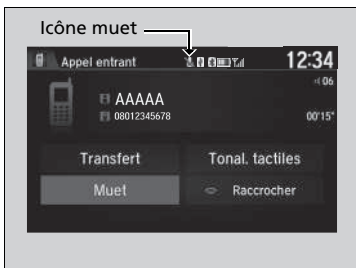 Icône muet
Appel entrant 12:34
06
AAAAA
08012345678 00'15"
Transfert Tonal. tactiles
Muet Raccrocher